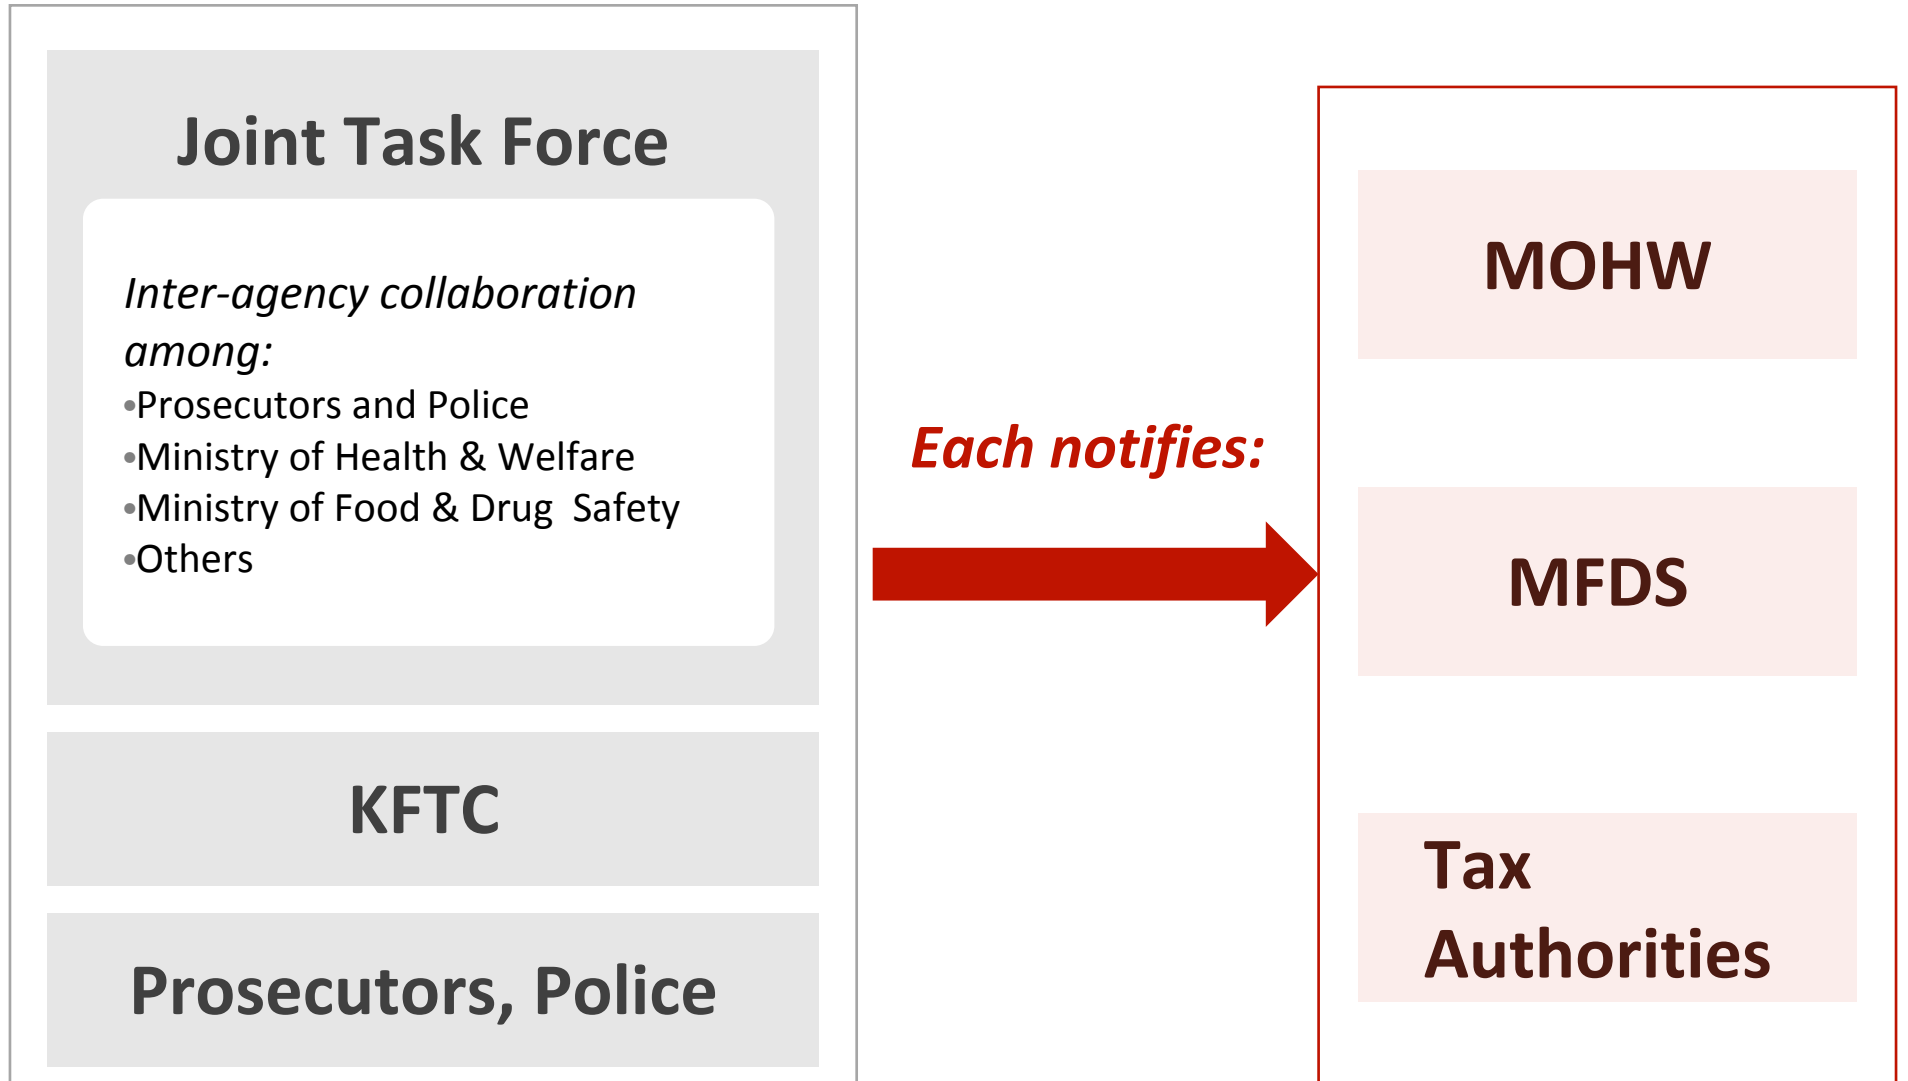 Joint Task Force
Inter-agency collaboration
among:
•Prosecutors and Police
•Ministry of Health & Welfare
•Ministry of Food & Drug  Safety
•Others
KFTC
Prosecutors, Police
Each notifies:
MOHW
MFDS
Tax
Authorities